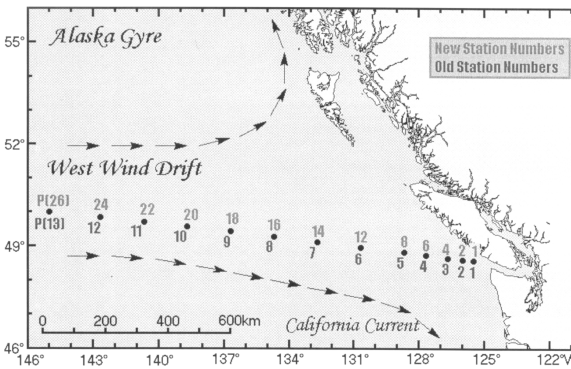 55°
Alaska Gyre
New Station Numbers
Old Station Numbers
52°
West Wind Drift
P(26) 24 22 20 18 16 14 12 8 6 4 2 1
P(13) 12 11 10 9 8 7 6 5 4 3 2 1
49°
0 200 400 600km
California Current
46°
146° 143° 140° 137° 134° 131° 128° 125° 122°W